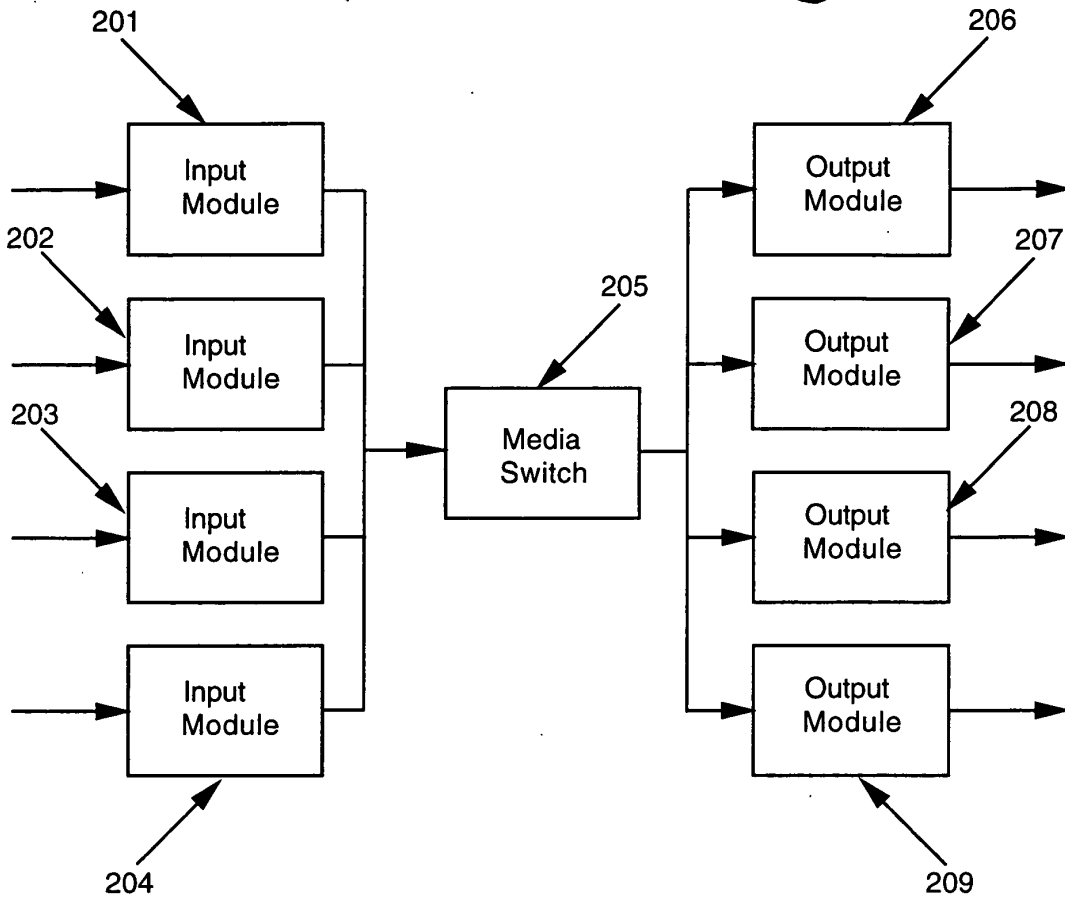 201
206
Input
Module
Output
Module
202
207
205
Input
Module
Output
Module
203
208
Media
Switch
Input
Module
Output
Module
Input
Module
Output
Module
204
209